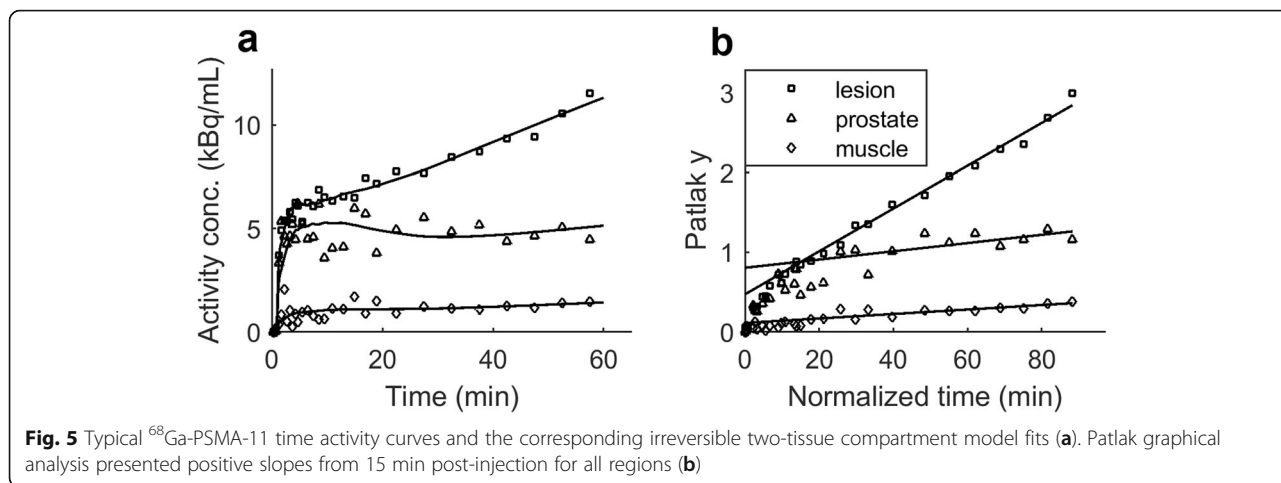 a
b
Activity conc. (kBq/mL)
10
5
0
0
20
40
60
Time (min)
Patlak y
3
2
1
0
lesion
prostate
muscle
0
20
40
60
80
Normalized time (min)
Fig. 5 Typical ⁶⁸Ga-PSMA-11 time activity curves and the corresponding irreversible two-tissue compartment model fits (a). Patlak graphical
analysis presented positive slopes from 15 min post-injection for all regions (b)